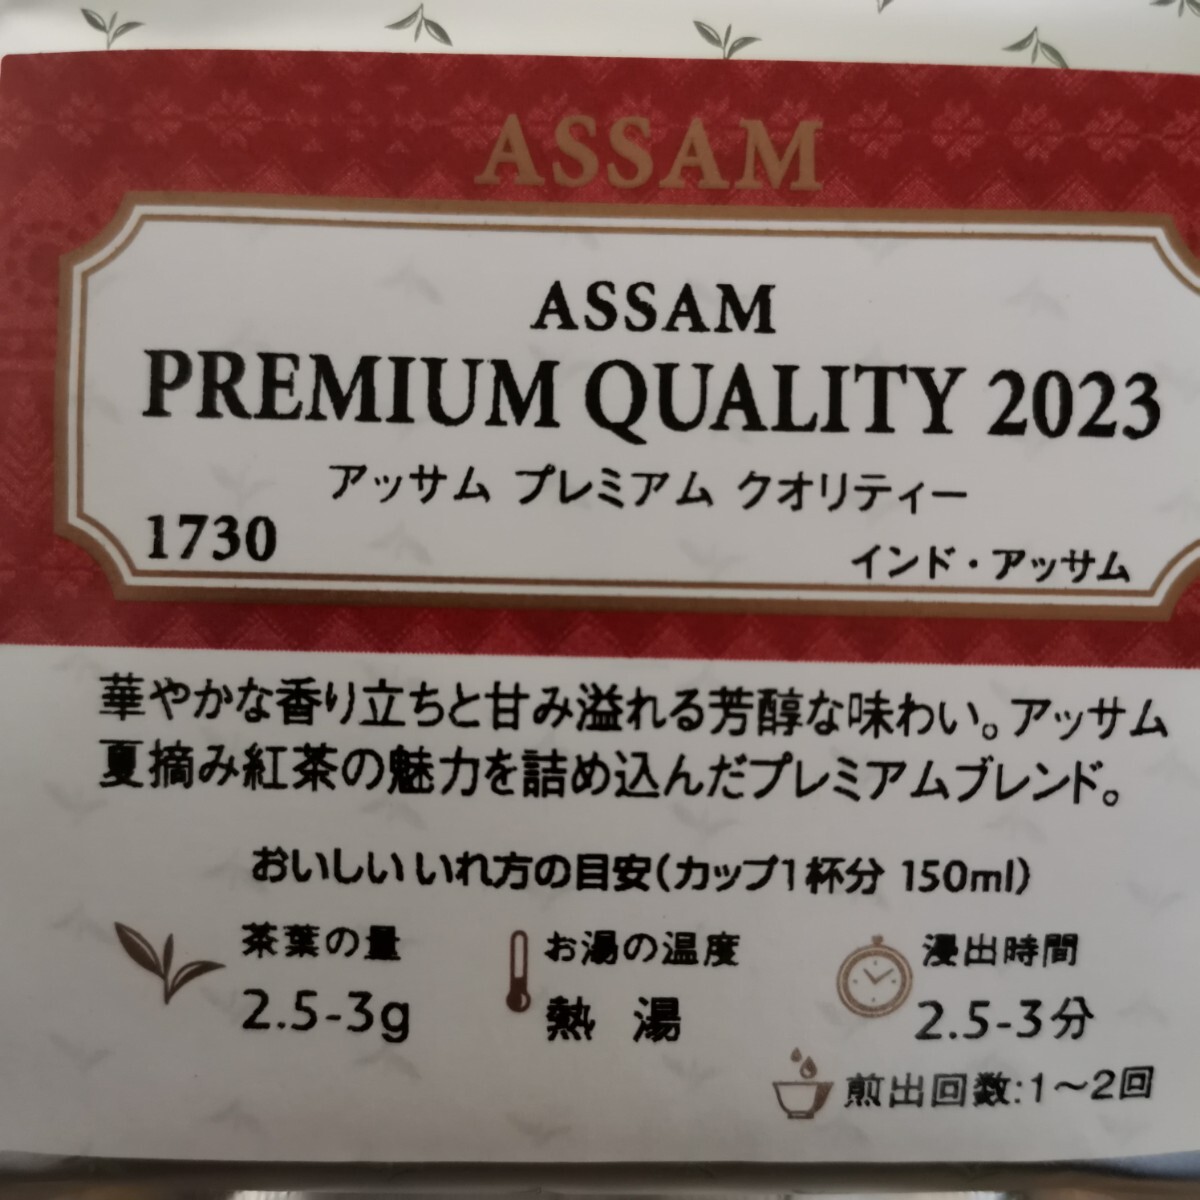 ASSAM
ASSAM
PREMIUM QUALITY 2023
アッサム プレミアム クオリティー
1730
インド・アッサム
華やかな香り立ちと甘み溢れる芳醇な味わい。アッサム
夏摘み紅茶の魅力を詰め込んだプレミアムブレンド。
おいしいいれ方の目安(カップ1杯分 150ml)
茶葉の量
2.5-3g
お湯の温度
熱湯
浸出時間
2.5-3分
煎出回数:1～2回